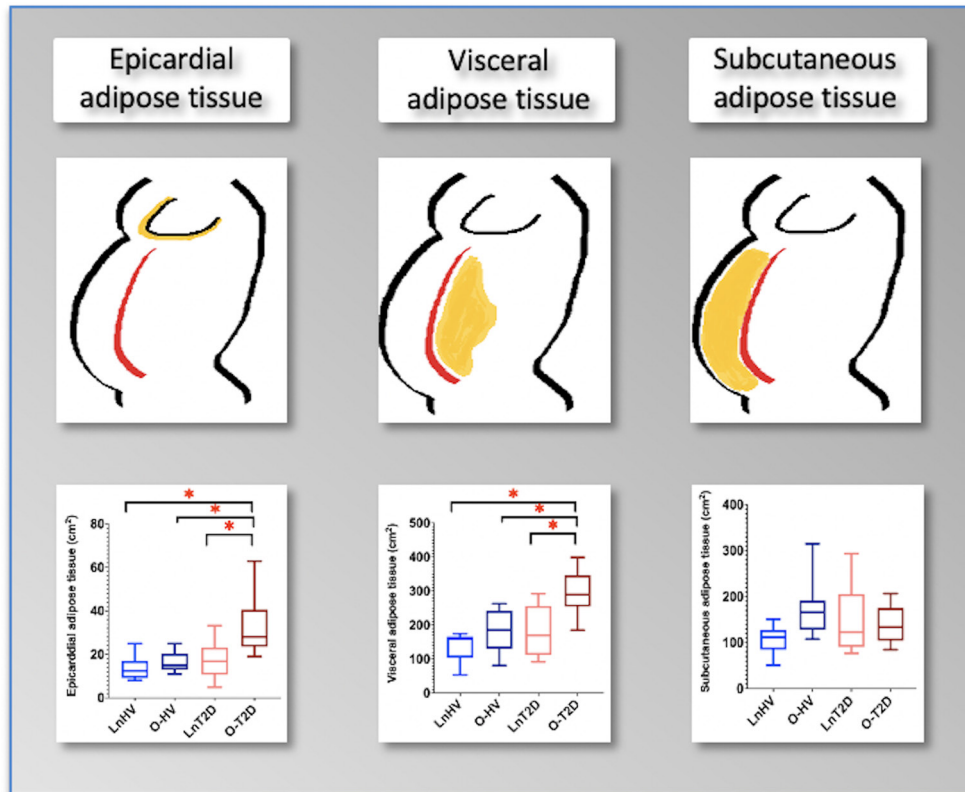 Epicardial
adipose tissue
Visceral
adipose tissue
Subcutaneous
adipose tissue
*
*
*
Epicarddial adipose tissue (cm²)
80
60
40
20
0
LnHV
O-HV
LnT2D
O-T2D
*
*
*
Visceral adipose tissue (cm²)
500
400
300
200
100
0
LnHV
O-HV
LnT2D
O-T2D
Subcutaneous adipose tissue (cm²)
400
300
200
100
0
LnHV
O-HV
LnT2D
O-T2D